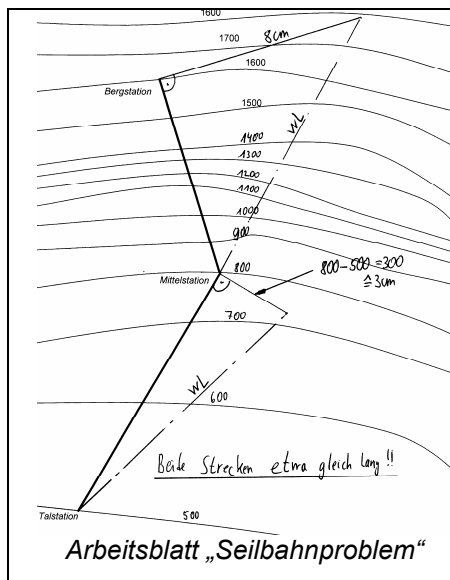 1600
1700
8cm
1600
Bergstation
1500
WL
1400
1300
1200
1100
1000
900
800
Mittelstation
800-500=300
≙3cm
700
WL
600
Beide Strecken etwa gleich lang!!
Talstation
500
Arbeitsblatt „Seilbahnproblem“